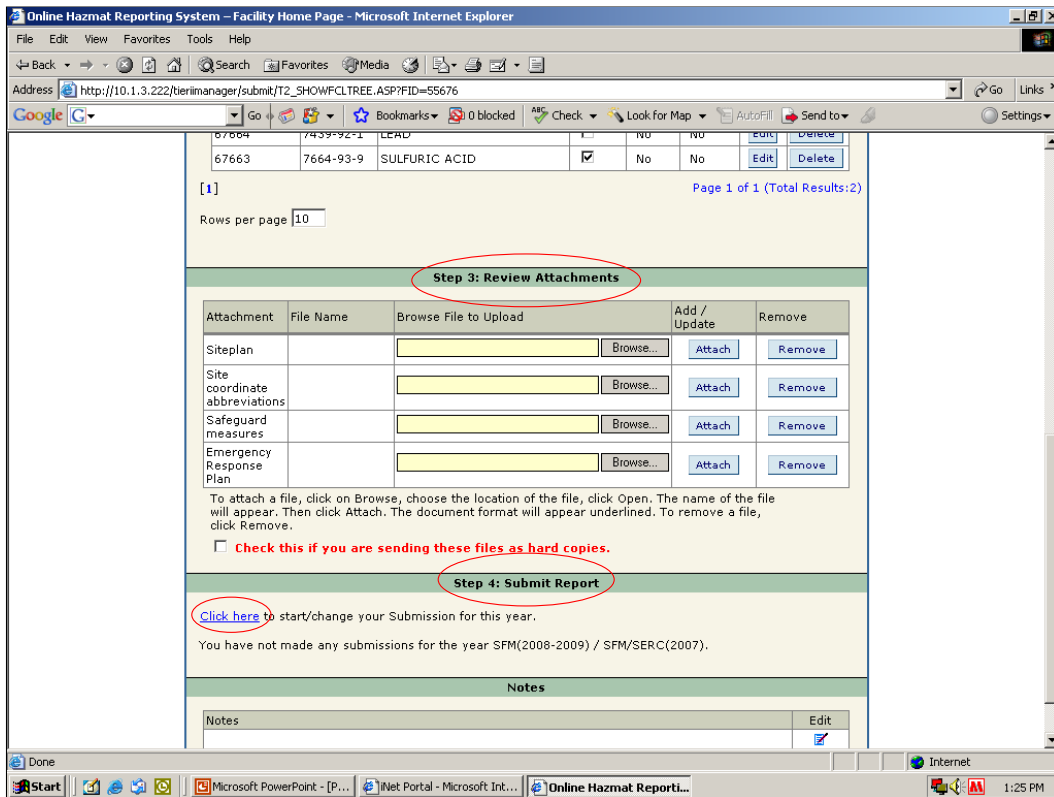 Online Hazmat Reporting System – Facility Home Page - Microsoft Internet Explorer
File Edit View Favorites Tools Help
Back Search Favorites Media
Address http://10.1.3.222/tieriimanager/submit/T2_SHOWFCLTREE.ASP?FID=55676 Go Links
Google G Go Bookmarks 0 blocked ABC Check Look for Map AutoFill Send to Settings
67664 7439-92-1 LEAD No No Edit Delete
67663 7664-93-9 SULFURIC ACID No No Edit Delete
[1] Page 1 of 1 (Total Results:2)
Rows per page 10
Step 3: Review Attachments
Attachment File Name Browse File to Upload Add / Update Remove
Siteplan Browse... Attach Remove
Site coordinate abbreviations Browse... Attach Remove
Safeguard measures Browse... Attach Remove
Emergency Response Plan Browse... Attach Remove
To attach a file, click on Browse, choose the location of the file, click Open. The name of the file
will appear. Then click Attach. The document format will appear underlined. To remove a file,
click Remove.
Check this if you are sending these files as hard copies.
Step 4: Submit Report
Click here to start/change your Submission for this year.
You have not made any submissions for the year SFM(2008-2009) / SFM/SERC(2007).
Notes
Notes Edit
Done Internet
Start Microsoft PowerPoint - [P... iNet Portal - Microsoft Int... Online Hazmat Reporti... 1:25 PM